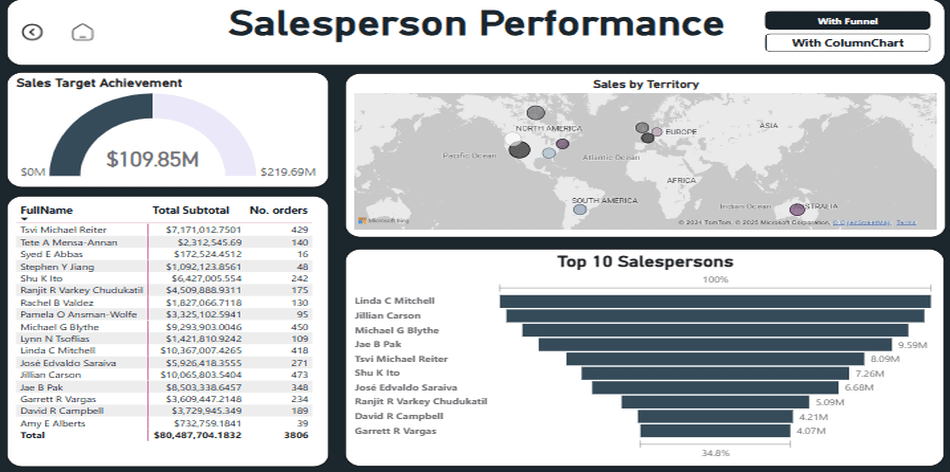 Salesperson Performance
With Funnel
With ColumnChart
Sales Target Achievement
$109.85M
$0M
$219.69M
FullName Total Subtotal No. orders
Tsvi Michael Reiter $7,171,012.7501 429
Tete A Mensa-Annan $2,312,545.69 140
Syed E Abbas $172,524.4512 16
Stephen Y Jiang $1,092,123.8561 48
Shu K Ito $6,427,005.554 242
Ranjit R Varkey Chudukatil $4,509,888.9311 175
Rachel B Valdez $1,827,066.7118 130
Pamela O Ansman-Wolfe $3,325,102.5941 95
Michael G Blythe $9,293,903.0046 450
Lynn N Tsoflias $1,421,810.9242 109
Linda C Mitchell $10,367,007.4265 418
José Edvaldo Saraiva $5,926,418.3555 271
Jillian Carson $10,065,803.5404 473
Jae B Pak $8,503,338.6457 348
Garrett R Vargas $3,609,447.2148 234
David R Campbell $3,729,945.349 189
Amy E Alberts $732,759.1841 39
Total $80,487,704.1832 3806
Sales by Territory
NORTH AMERICA
EUROPE
ASIA
Pacific Ocean
Atlantic Ocean
AFRICA
SOUTH AMERICA
Indian Ocean
STRALIA
Microsoft Bing
© 2024 TomTom, © 2025 Microsoft Corporation, © OpenStreetMap Terms
Top 10 Salespersons
100%
Linda C Mitchell
Jillian Carson
Michael G Blythe
Jae B Pak 9.59M
Tsvi Michael Reiter 8.09M
Shu K Ito 7.26M
José Edvaldo Saraiva 6.68M
Ranjit R Varkey Chudukatil 5.09M
David R Campbell 4.21M
Garrett R Vargas 4.07M
34.8%